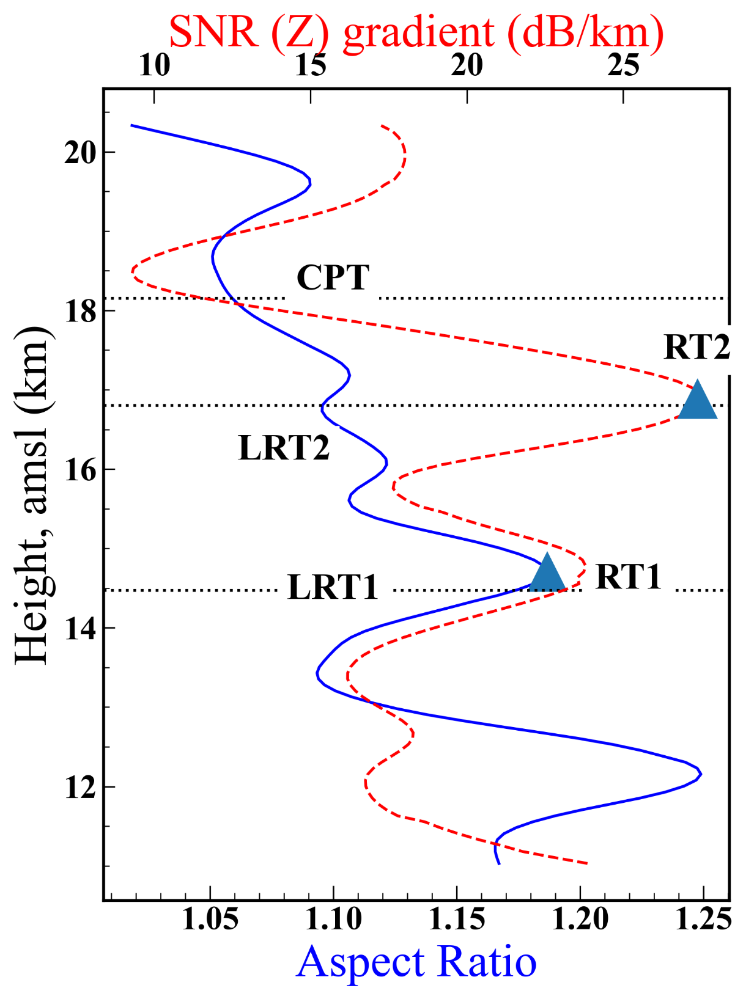 SNR (Z) gradient (dB/km)
10 15 20 25
20
CPT
18
RT2
LRT2
16
RT1
LRT1
14
12
Height, amsl (km)
1.05 1.10 1.15 1.20 1.25
Aspect Ratio